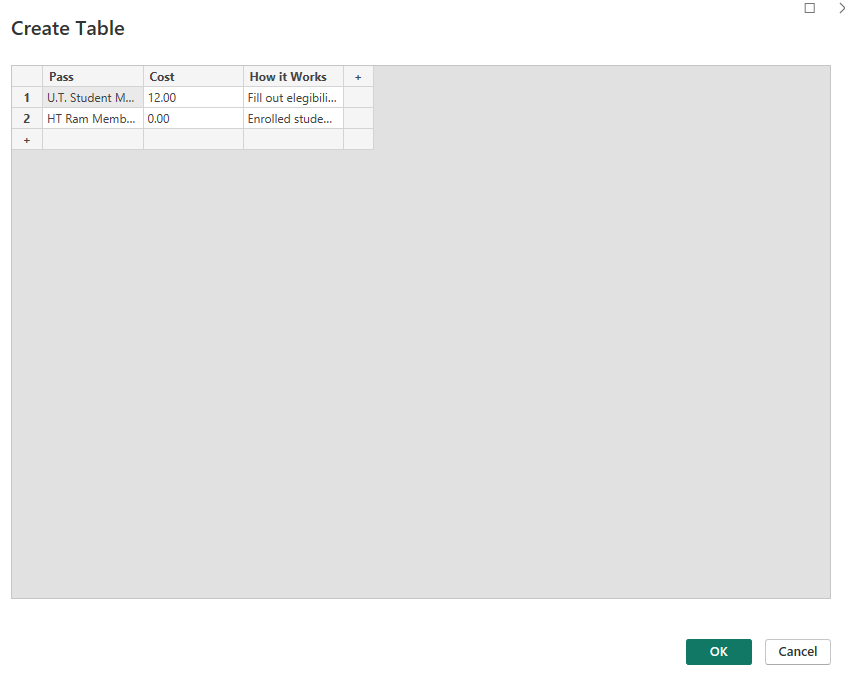 Create Table
Pass Cost How it Works +
1 U.T. Student M... 12.00 Fill out elegibili...
2 HT Ram Memb... 0.00 Enrolled stude...
+
OK Cancel